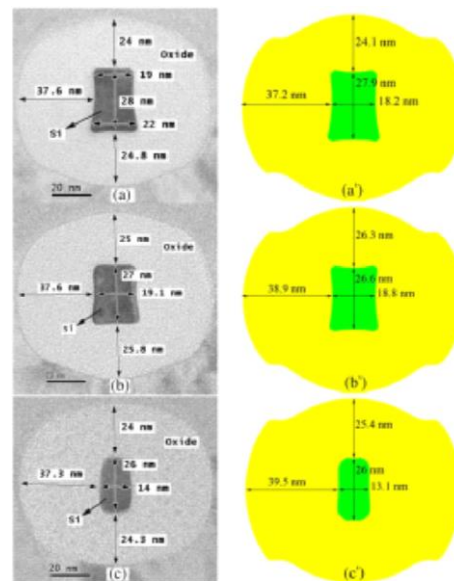 24 nm
Oxide
37.6 nm
19 nm
28 nm
Si
22 nm
24.8 nm
20 nm
(a)
24.1 nm
27.9 nm
37.2 nm
18.2 nm
(a')
25 nm
Oxide
27 nm
37.6 nm
19.1 nm
si
25.8 nm
(b)
26.3 nm
26.6 nm
38.9 nm
18.8 nm
(b')
24 nm
Oxide
37.3 nm
26 nm
14 nm
Si
24.3 nm
20 nm
(c)
25.4 nm
26 nm
39.5 nm
13.1 nm
(c')